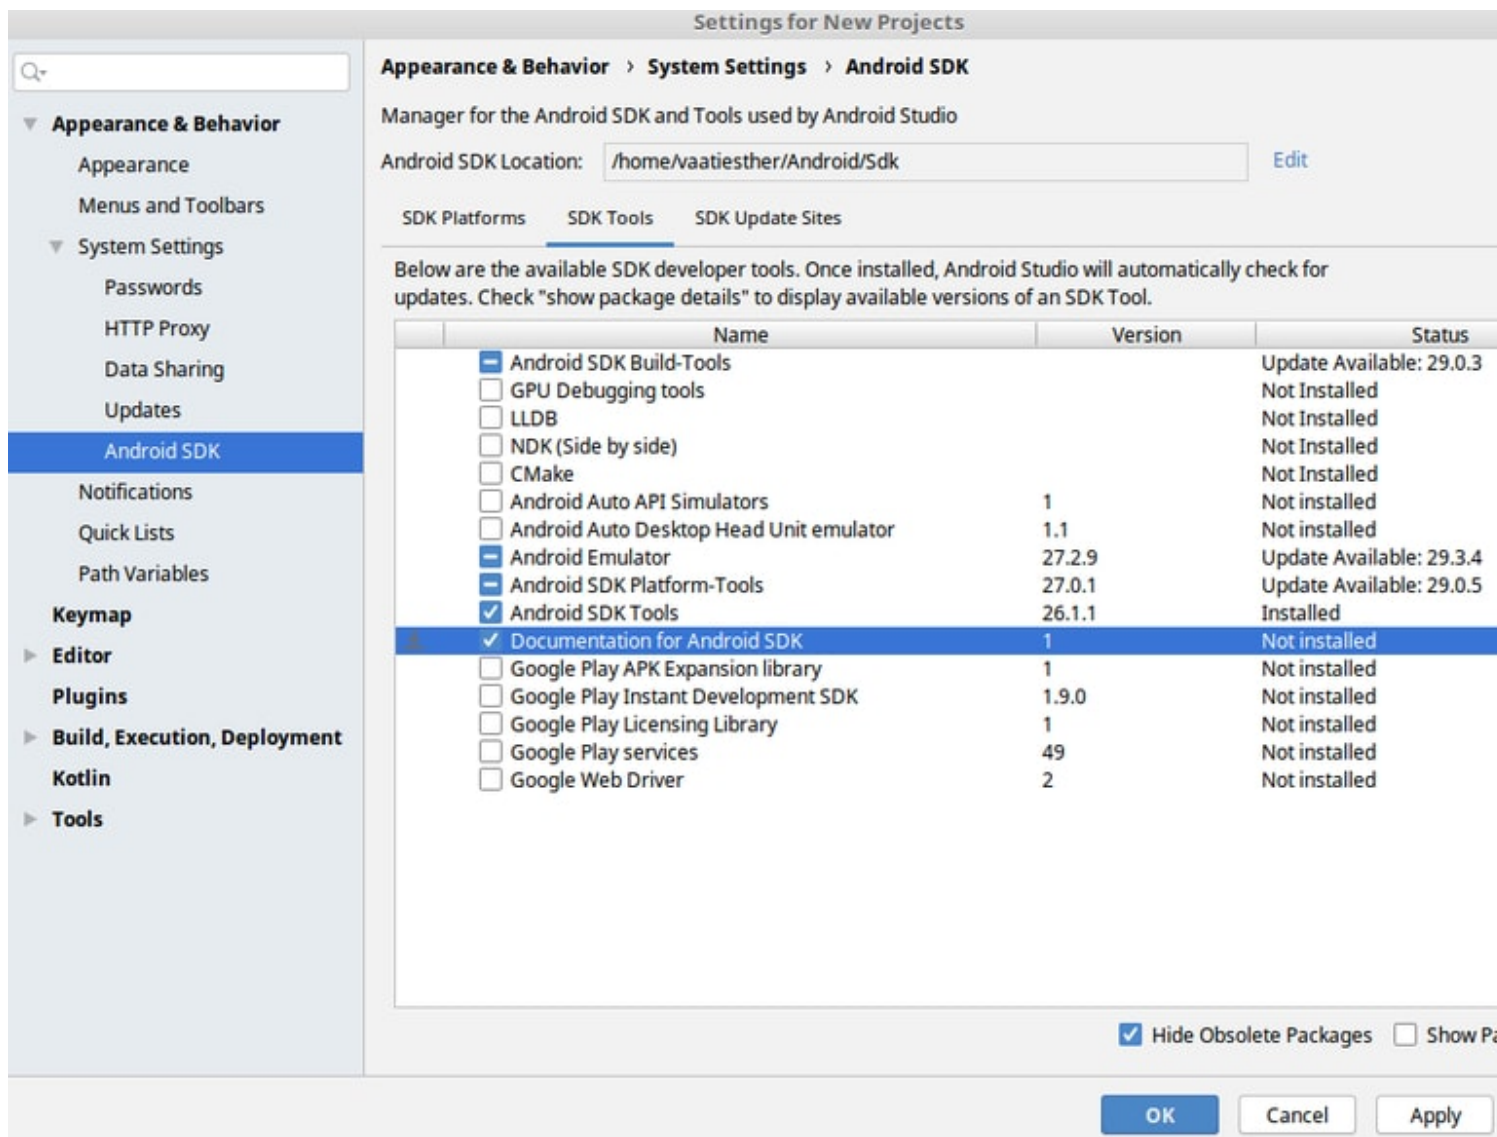 Settings for New Projects
Appearance & Behavior
Appearance
Menus and Toolbars
System Settings
Passwords
HTTP Proxy
Data Sharing
Updates
Android SDK
Notifications
Quick Lists
Path Variables
Keymap
Editor
Plugins
Build, Execution, Deployment
Kotlin
Tools
Appearance & Behavior › System Settings › Android SDK
Manager for the Android SDK and Tools used by Android Studio
Android SDK Location: /home/vaatiesther/Android/Sdk Edit
SDK Platforms SDK Tools SDK Update Sites
Below are the available SDK developer tools. Once installed, Android Studio will automatically check for
updates. Check "show package details" to display available versions of an SDK Tool.
Name Version Status
Android SDK Build-Tools Update Available: 29.0.3
GPU Debugging tools Not Installed
LLDB Not Installed
NDK (Side by side) Not Installed
CMake Not Installed
Android Auto API Simulators 1 Not installed
Android Auto Desktop Head Unit emulator 1.1 Not installed
Android Emulator 27.2.9 Update Available: 29.3.4
Android SDK Platform-Tools 27.0.1 Update Available: 29.0.5
Android SDK Tools 26.1.1 Installed
Documentation for Android SDK 1 Not installed
Google Play APK Expansion library 1 Not installed
Google Play Instant Development SDK 1.9.0 Not installed
Google Play Licensing Library 1 Not installed
Google Play services 49 Not installed
Google Web Driver 2 Not installed
Hide Obsolete Packages Show Pa
OK Cancel Apply